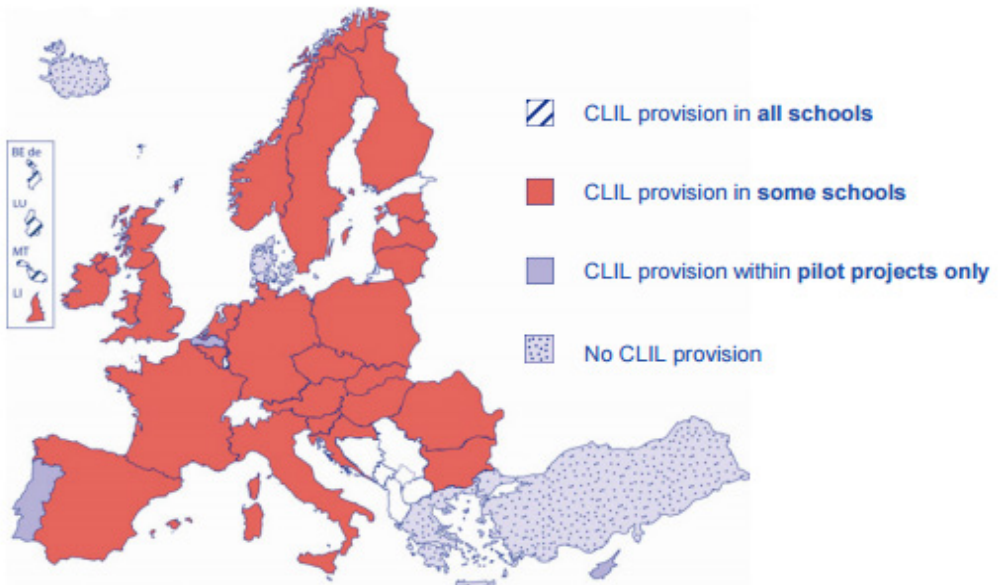 CLIL provision in all schools
BE de
LU
CLIL provision in some schools
MT
CLIL provision within pilot projects only
LI
No CLIL provision